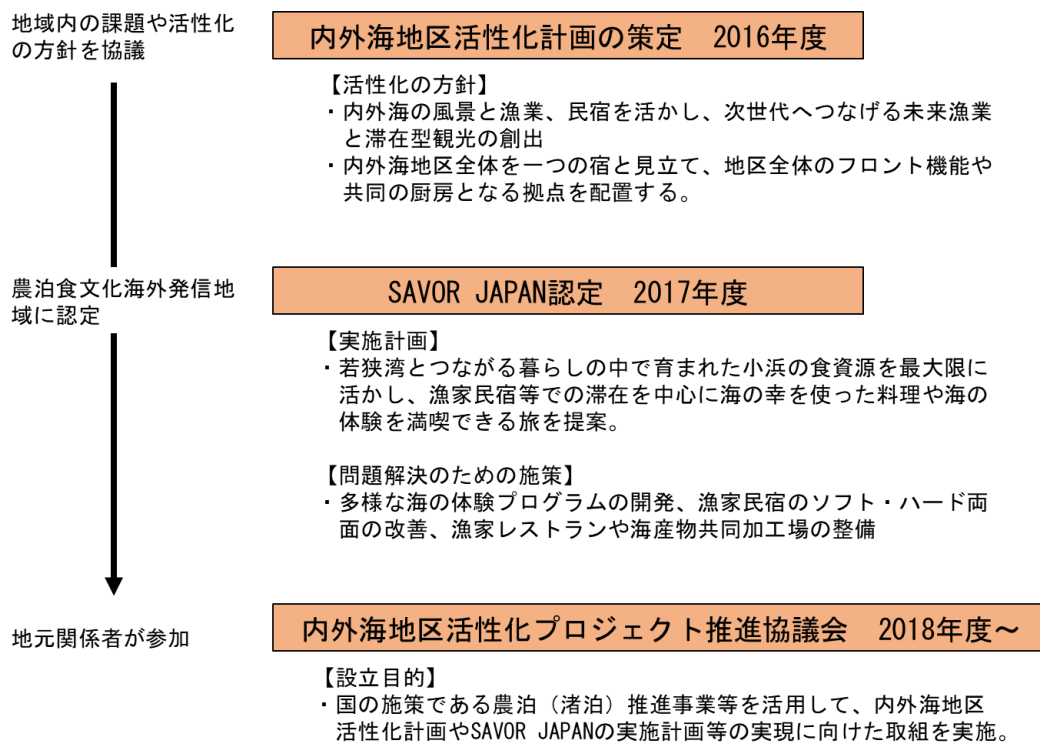 地域内の課題や活性化
の方針を協議
内外海地区活性化計画の策定　2016年度
【活性化の方針】
・内外海の風景と漁業、民宿を活かし、次世代へつなげる未来漁業
と滞在型観光の創出
・内外海地区全体を一つの宿と見立て、地区全体のフロント機能や
共同の厨房となる拠点を配置する。
農泊食文化海外発信地
域に認定
SAVOR JAPAN認定　2017年度
【実施計画】
・若狭湾とつながる暮らしの中で育まれた小浜の食資源を最大限に
活かし、漁家民宿等での滞在を中心に海の幸を使った料理や海の
体験を満喫できる旅を提案。
【問題解決のための施策】
・多様な海の体験プログラムの開発、漁家民宿のソフト・ハード両
面の改善、漁家レストランや海産物共同加工場の整備
地元関係者が参加
内外海地区活性化プロジェクト推進協議会　2018年度～
【設立目的】
・国の施策である農泊（渚泊）推進事業等を活用して、内外海地区
活性化計画やSAVOR JAPANの実施計画等の実現に向けた取組を実施。